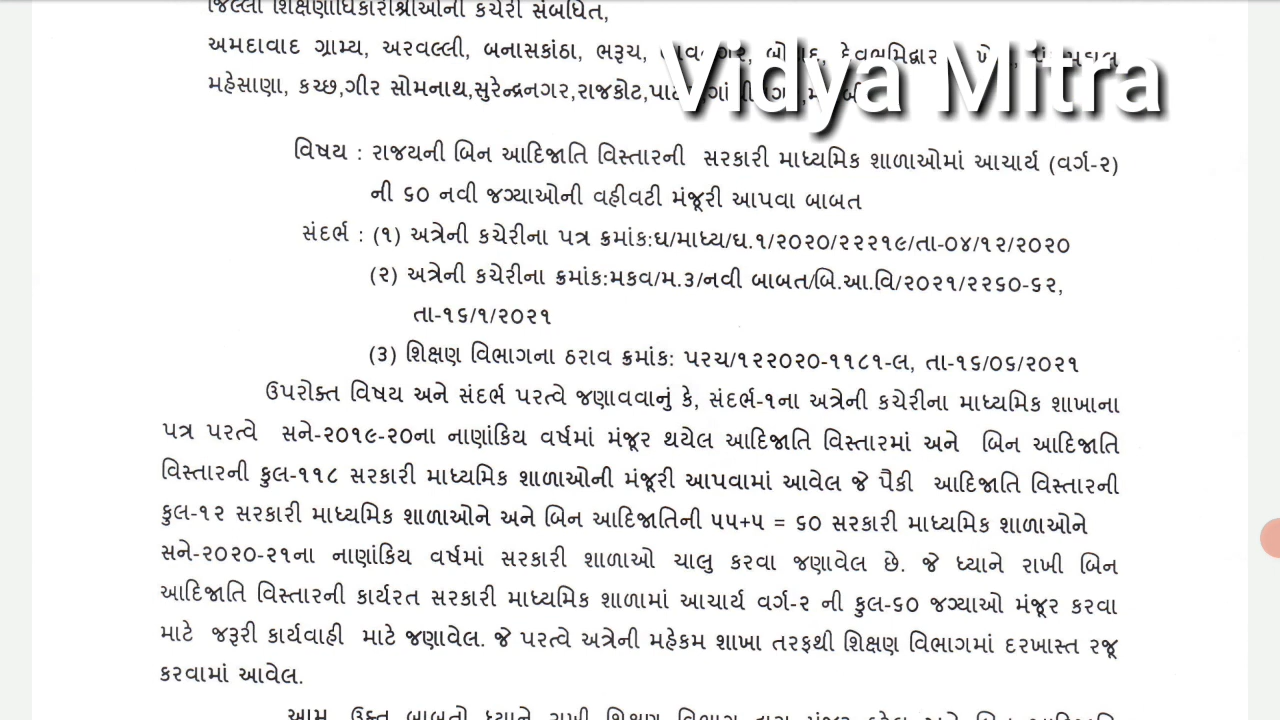 જિલ્લા શિક્ષણાધિકારીશ્રીઓની કચેરી સંબંધિત,
અમદાવાદ ગ્રામ્ય, અરવલ્લી, બનાસકાંઠા, ભરૂચ,
Vidya Mitra
મહેસાણા, કચ્છ,ગીર સોમનાથ,સુરેન્દ્રનગર,રાજકોટ,
વિષય : રાજયની બિન આદિજાતિ વિસ્તારની સરકારી માધ્યમિક શાળાઓમાં આચાર્ય (વર્ગ-૨)
ની ૬૦ નવી જગ્યાઓની વહીવટી મંજૂરી આપવા બાબત
સંદર્ભ : (૧) અત્રેની કચેરીના પત્ર ક્રમાંક:ઘ/માધ્ય/ઘ.૧/૨૦૨૦/૨૨૨૧૯/તા-૦૪/૧૨/૨૦૨૦
(૨) અત્રેની કચેરીના ક્રમાંક:મકવ/મ.૩/નવી બાબત/બિ.આ.વિ/૨૦૨૧/૨૨૬૦-૬૨,
તા-૧૬/૧/૨૦૨૧
(૩) શિક્ષણ વિભાગના ઠરાવ ક્રમાંક: પરચ/૧૨૨૦૨૦-૧૧૮૧-લ, તા-૧૬/૦૬/૨૦૨૧
ઉપરોક્ત વિષય અને સંદર્ભ પરત્વે જણાવવાનું કે, સંદર્ભ-૧ના અત્રેની કચેરીના માધ્યમિક શાખાના
પત્ર પરત્વે સને-૨૦૧૯-૨૦ના નાણાંકિય વર્ષમાં મંજૂર થયેલ આદિજાતિ વિસ્તારમાં અને બિન આદિજાતિ
વિસ્તારની કુલ-૧૧૮ સરકારી માધ્યમિક શાળાઓની મંજૂરી આપવામાં આવેલ જે પૈકી આદિજાતિ વિસ્તારની
કુલ-૧૨ સરકારી માધ્યમિક શાળાઓને અને બિન આદિજાતિની ૫૫+૫ = ૬૦ સરકારી માધ્યમિક શાળાઓને
સને-૨૦૨૦-૨૧ના નાણાંકિય વર્ષમાં સરકારી શાળાઓ ચાલુ કરવા જણાવેલ છે. જે ધ્યાને રાખી બિન
આદિજાતિ વિસ્તારની કાર્યરત સરકારી માધ્યમિક શાળામાં આચાર્ય વર્ગ-૨ ની કુલ-૬૦ જગ્યાઓ મંજૂર કરવા
માટે જરૂરી કાર્યવાહી માટે જણાવેલ. જે પરત્વે અત્રેની મહેકમ શાખા તરફથી શિક્ષણ વિભાગમાં દરખાસ્ત રજૂ
કરવામાં આવેલ.